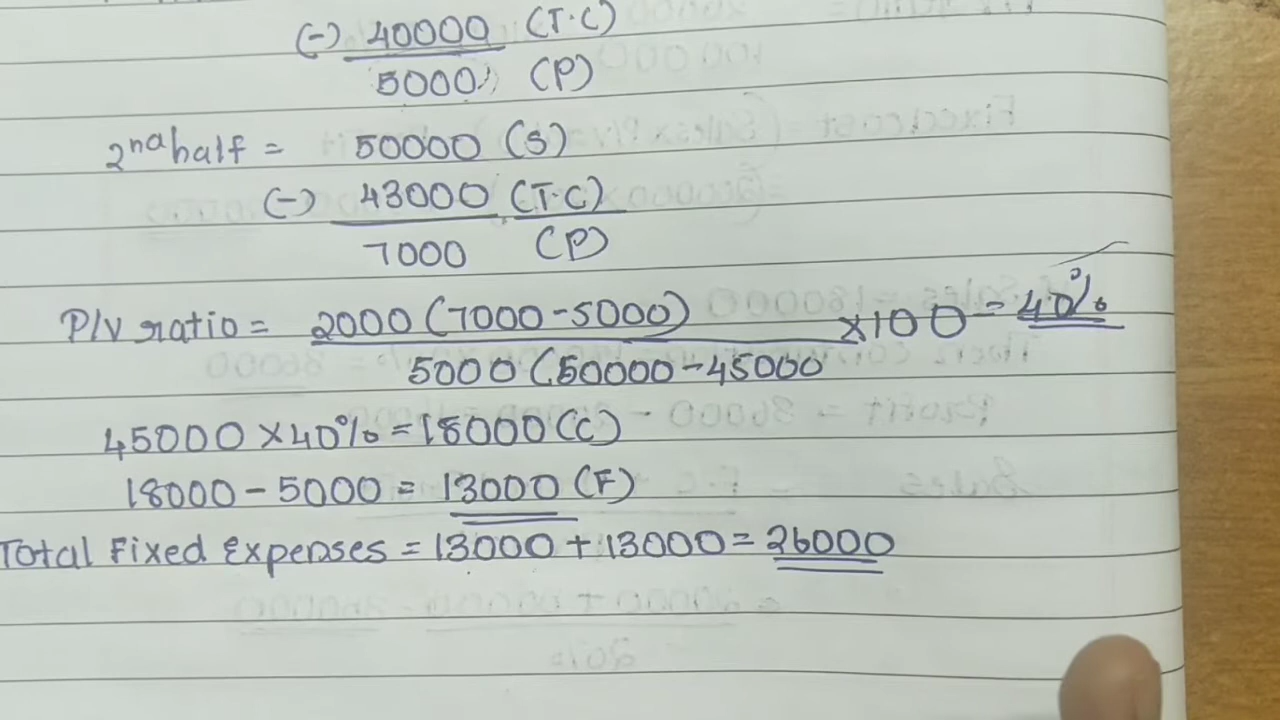 (-) 40000 (T.C)
5000 (P)
2nd half = 50000 (S)
(-) 43000 (T.C)
7000 (P)
P/V ratio = 2000 (7000-5000) ×100 = 40%
5000 (50000-45000
45000 × 40% = 18000 (C)
18000 - 5000 = 13000 (F)
Total Fixed Expenses = 13000 + 13000 = 26000